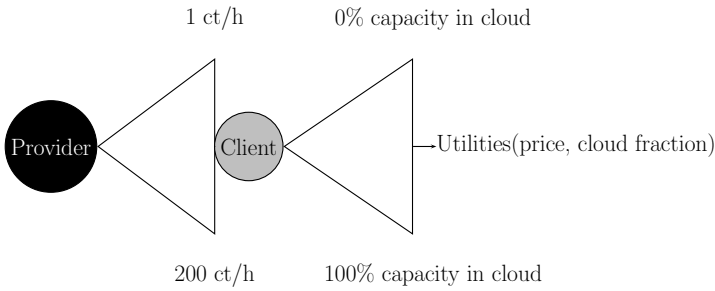 1 ct/h
0% capacity in cloud
Provider
Client
Utilities(price, cloud fraction)
200 ct/h
100% capacity in cloud